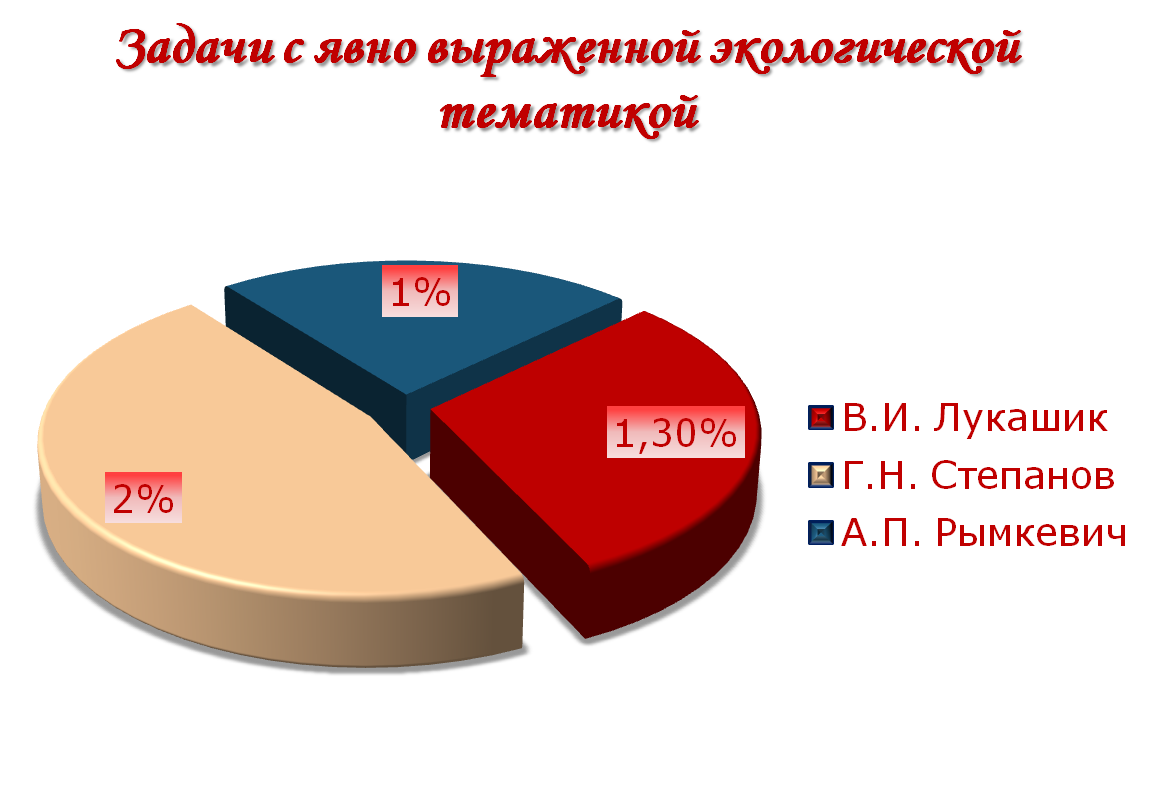 Задачи с явно выраженной экологической
тематикой
1%
1,30%
2%
В.И. Лукашик
Г.Н. Степанов
А.П. Рымкевич